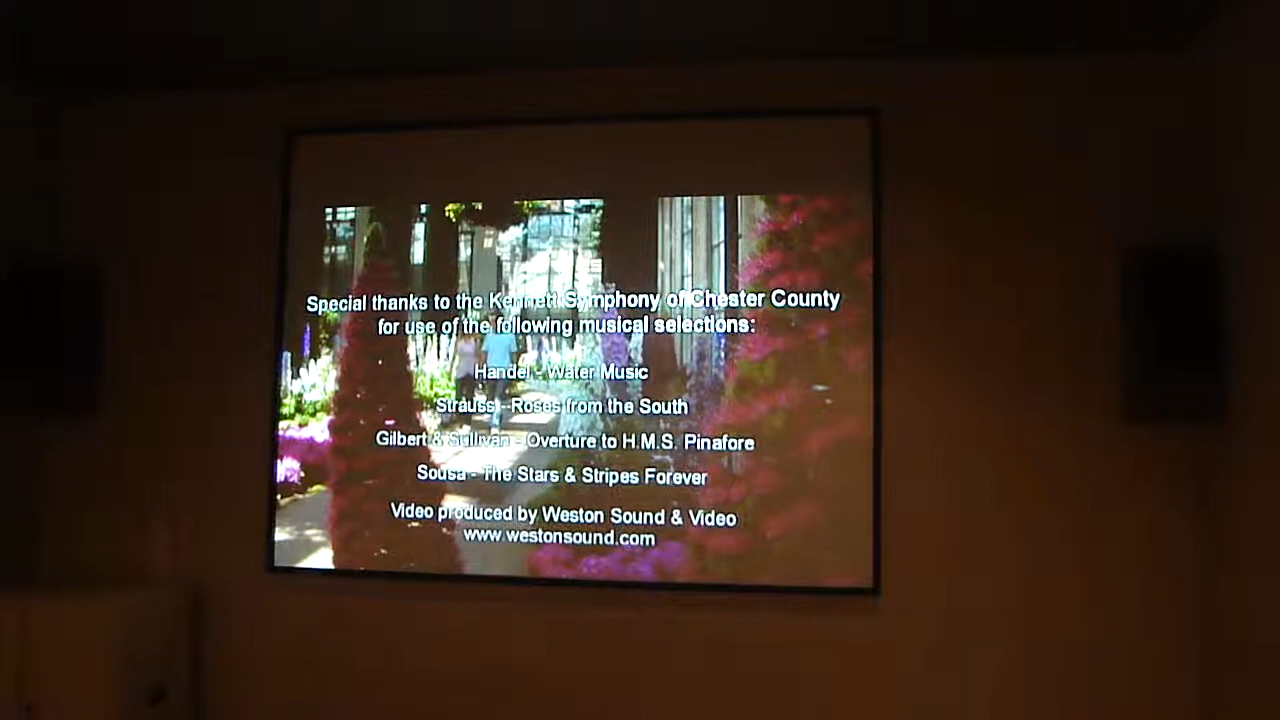 Special thanks to the Kennett Symphony of Chester County
for use of the following musical selections:
Handel - Water Music
Strauss - Roses from the South
Gilbert & Sullivan - Overture to H.M.S. Pinafore
Sousa - The Stars & Stripes Forever
Video produced by Weston Sound & Video
www.westonsound.com